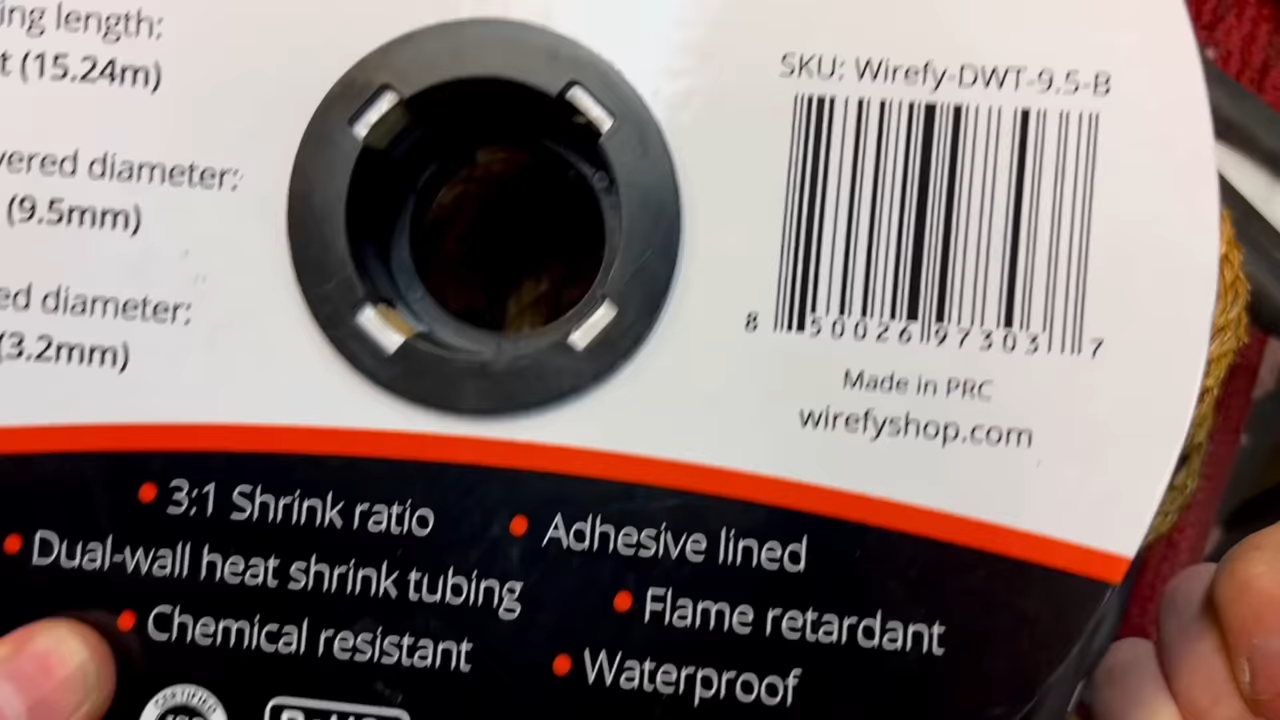 ing length:
t (15.24m)
vered diameter:
(9.5mm)
ed diameter:
(3.2mm)
SKU: Wirefy-DWT-9.5-B
8 50026 97303 7
Made in PRC
wirefyshop.com
3:1 Shrink ratio
Adhesive lined
Dual-wall heat shrink tubing
Flame retardant
Chemical resistant
Waterproof
CERTIFIED